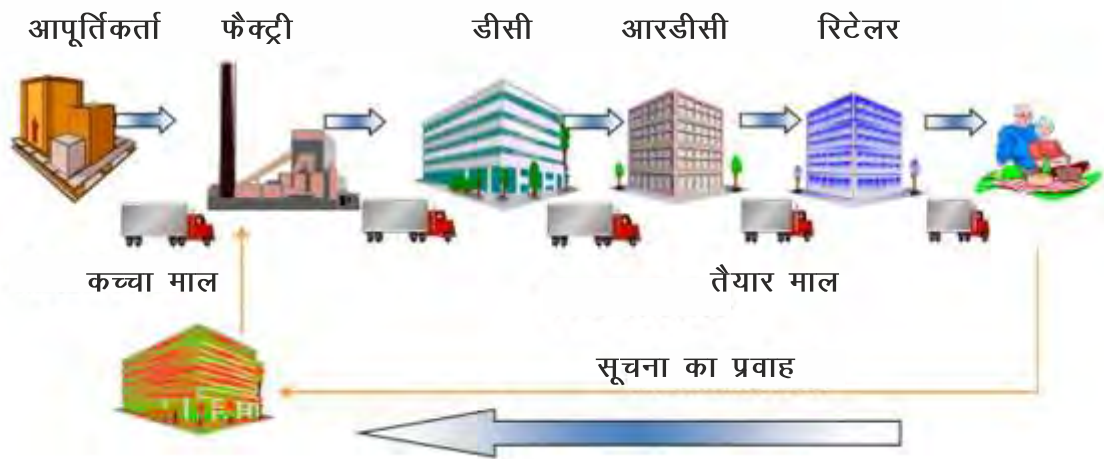 आपूर्तिकर्ता फैक्ट्री डीसी आरडीसी रिटेलर
कच्चा माल तैयार माल
सूचना का प्रवाह